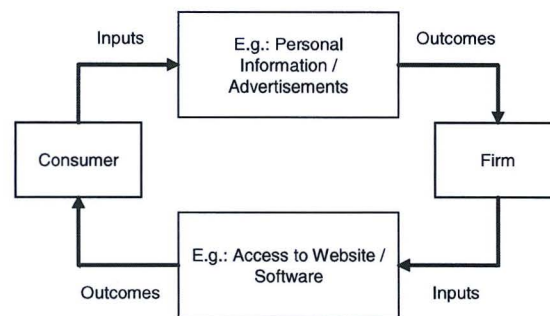 Inputs
E.g.: Personal
Information /
Advertisements
Outcomes
Consumer
Firm
E.g.: Access to Website /
Software
Outcomes
Inputs